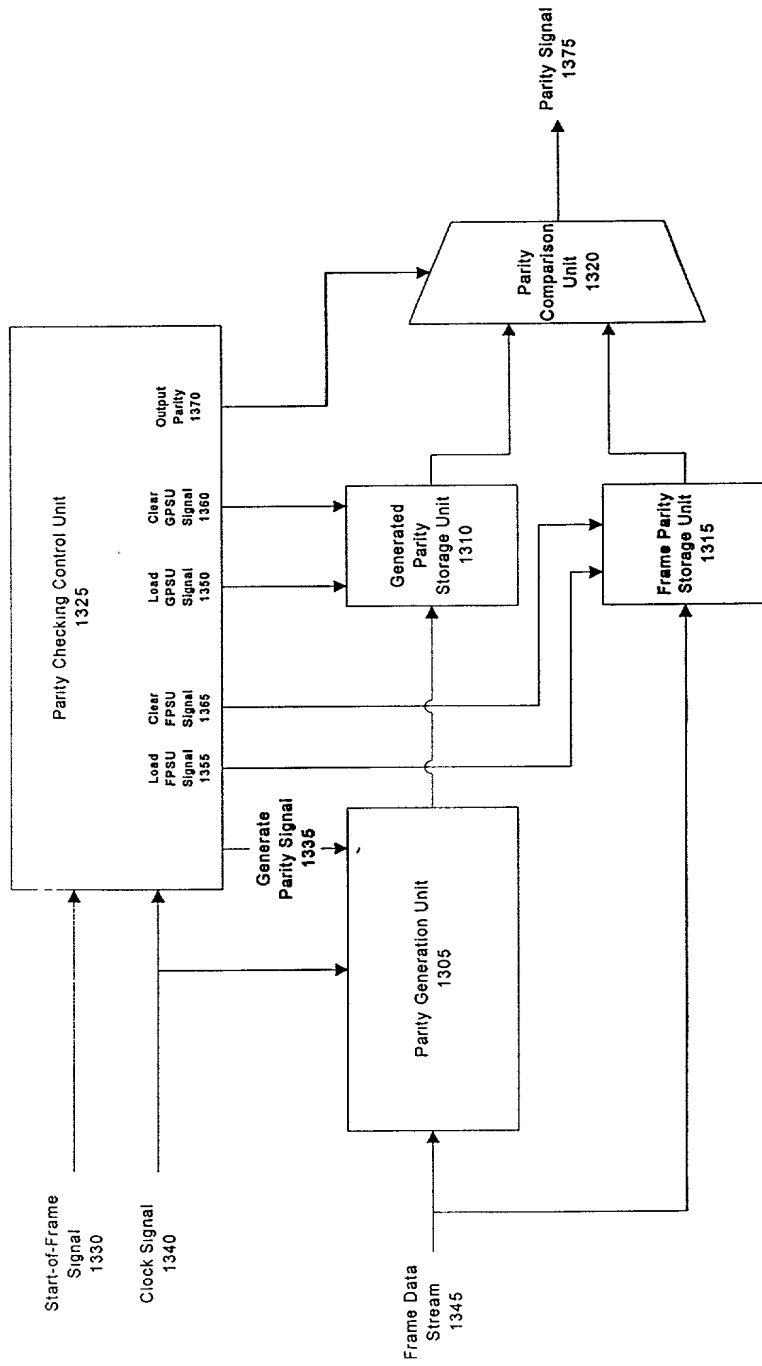 Start-of-Frame
Signal
1330
Clock Signal
1340
Frame Data
Stream
1345
Parity Checking Control Unit
1325
Generate
Parity Signal
1335
Load
FPSU
Signal
1355
Clear
FPSU
Signal
1365
Load
GPSU
Signal
1350
Clear
GPSU
Signal
1360
Output
Parity
1370
Parity Generation Unit
1305
Generated
Parity
Storage Unit
1310
Frame Parity
Storage Unit
1315
Parity
Comparison
Unit
1320
Parity Signal
1375